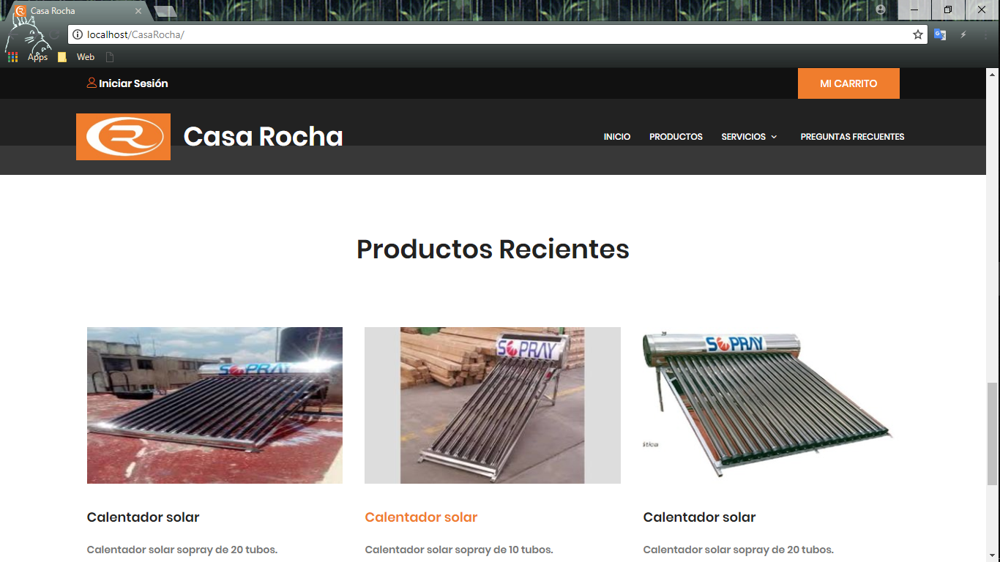 Casa Rocha
localhost/CasaRocha/
Apps Web
Iniciar Sesión
MI CARRITO
R
Casa Rocha
INICIO PRODUCTOS SERVICIOS PREGUNTAS FRECUENTES
Productos Recientes
SOPRAY
SOPRAY
SOPRAY
ática
Calentador solar
Calentador solar
Calentador solar
Calentador solar sopray de 20 tubos.
Calentador solar sopray de 10 tubos.
Calentador solar sopray de 20 tubos.